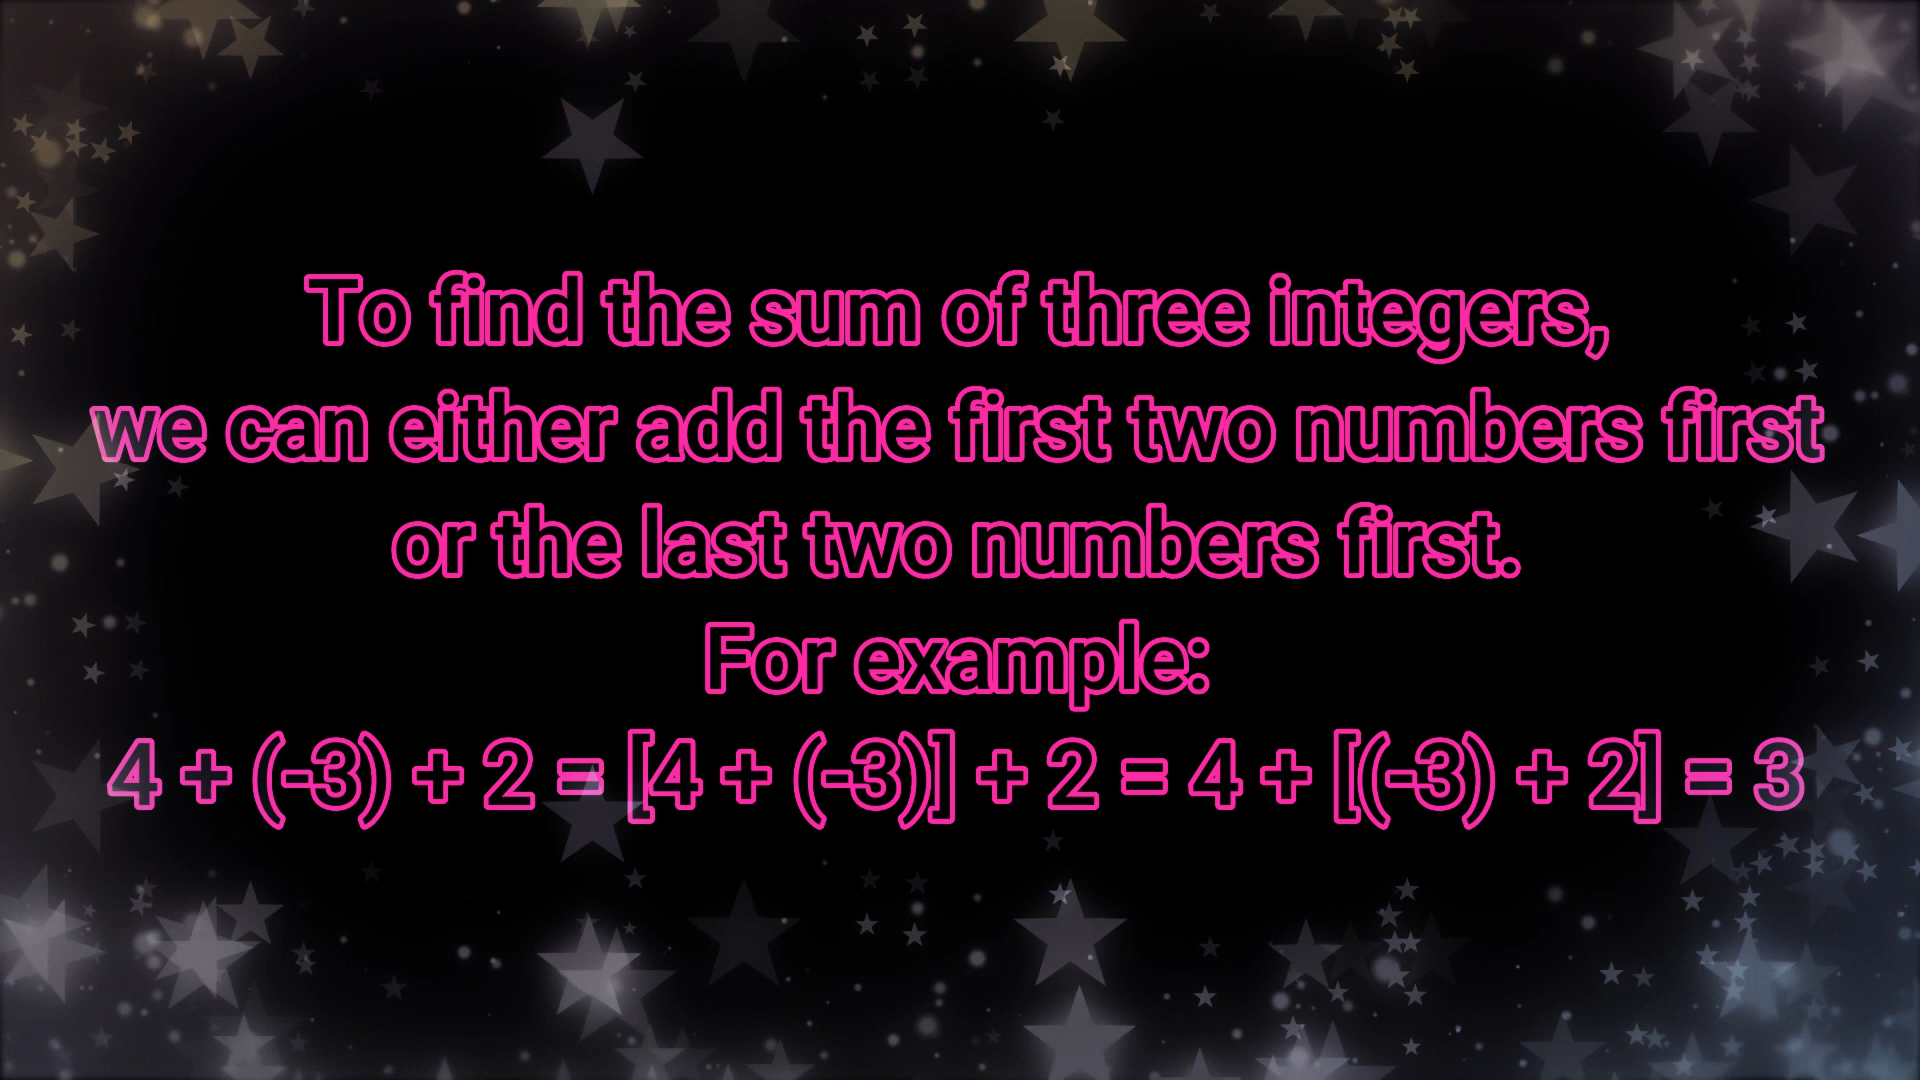 To find the sum of three integers,
we can either add the first two numbers first
or the last two numbers first.
For example:
4 + (-3) + 2 = [4 + (-3)] + 2 = 4 + [(-3) + 2] = 3